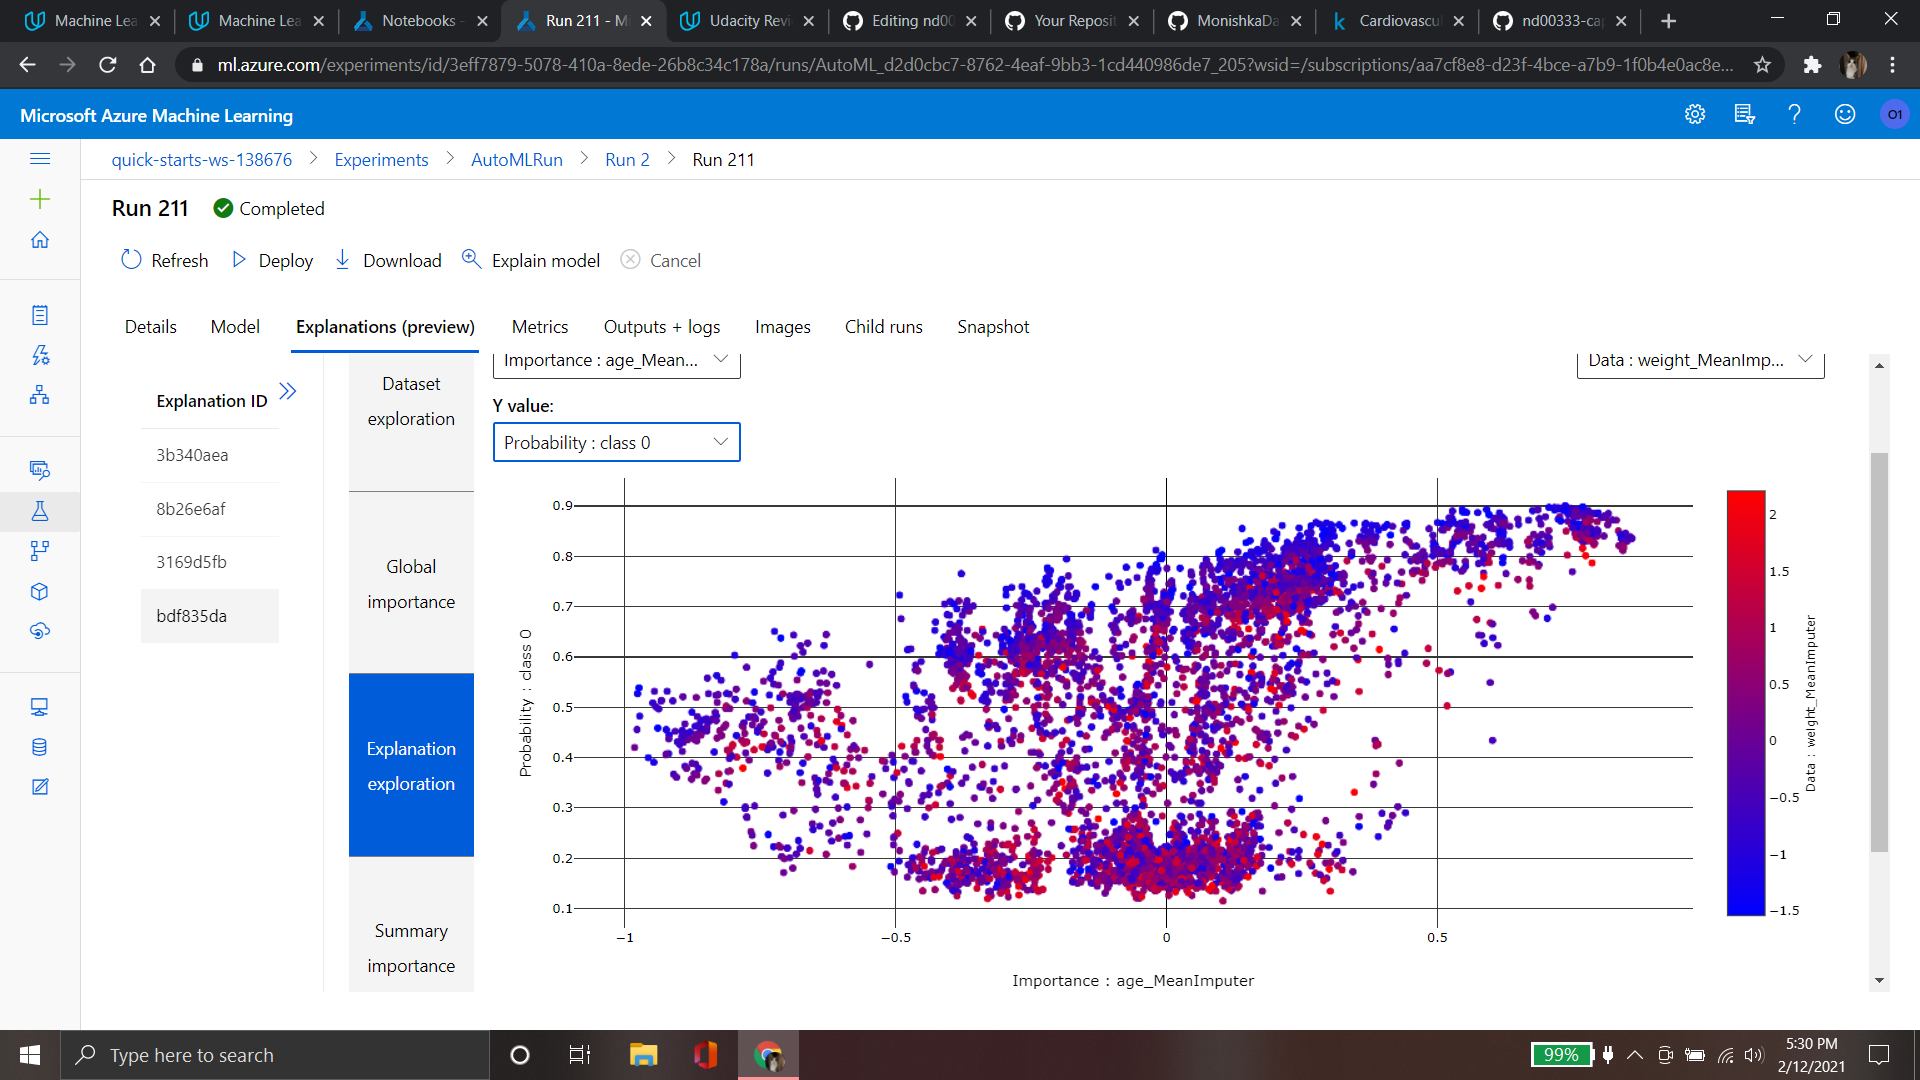 Machine Lea
Machine Lea
Notebooks -
Run 211 - M
Udacity Revi
Editing nd00
Your Reposit
MonishkaDa
Cardiovascul
nd00333-cap
ml.azure.com/experiments/id/3eff7879-5078-410a-8ede-26b8c34c178a/runs/AutoML_d2d0cbc7-8762-4eaf-9bb3-1cd440986de7_205?wsid=/subscriptions/aa7cf8e8-d23f-4bce-a7b9-1f0b4e0ac8e...
Microsoft Azure Machine Learning
O1
quick-starts-ws-138676 > Experiments > AutoMLRun > Run 2 > Run 211
Run 211 Completed
Refresh Deploy Download Explain model Cancel
Details Model Explanations (preview) Metrics Outputs + logs Images Child runs Snapshot
Explanation ID
3b340aea
8b26e6af
3169d5fb
bdf835da
Dataset
exploration
Global
importance
Explanation
exploration
Summary
importance
Importance : age_Mean...
Data : weight_MeanImp...
Y value:
Probability : class 0
0.9
0.8
0.7
0.6
0.5
0.4
0.3
0.2
0.1
Probability : class 0
−1
−0.5
0
0.5
Importance : age_MeanImputer
2
1.5
1
0.5
0
−0.5
−1
−1.5
Data : weight_MeanImputer
Type here to search
99%
5:30 PM
2/12/2021